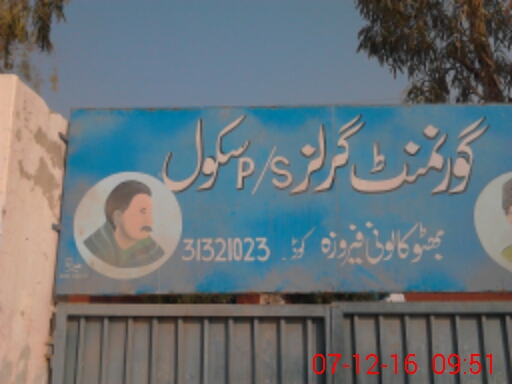 گورنمنٹ گرلز P/S سکول
بھٹو کالونی فیروزہ کوڈ۔ 31321023
07-12-16 09:51